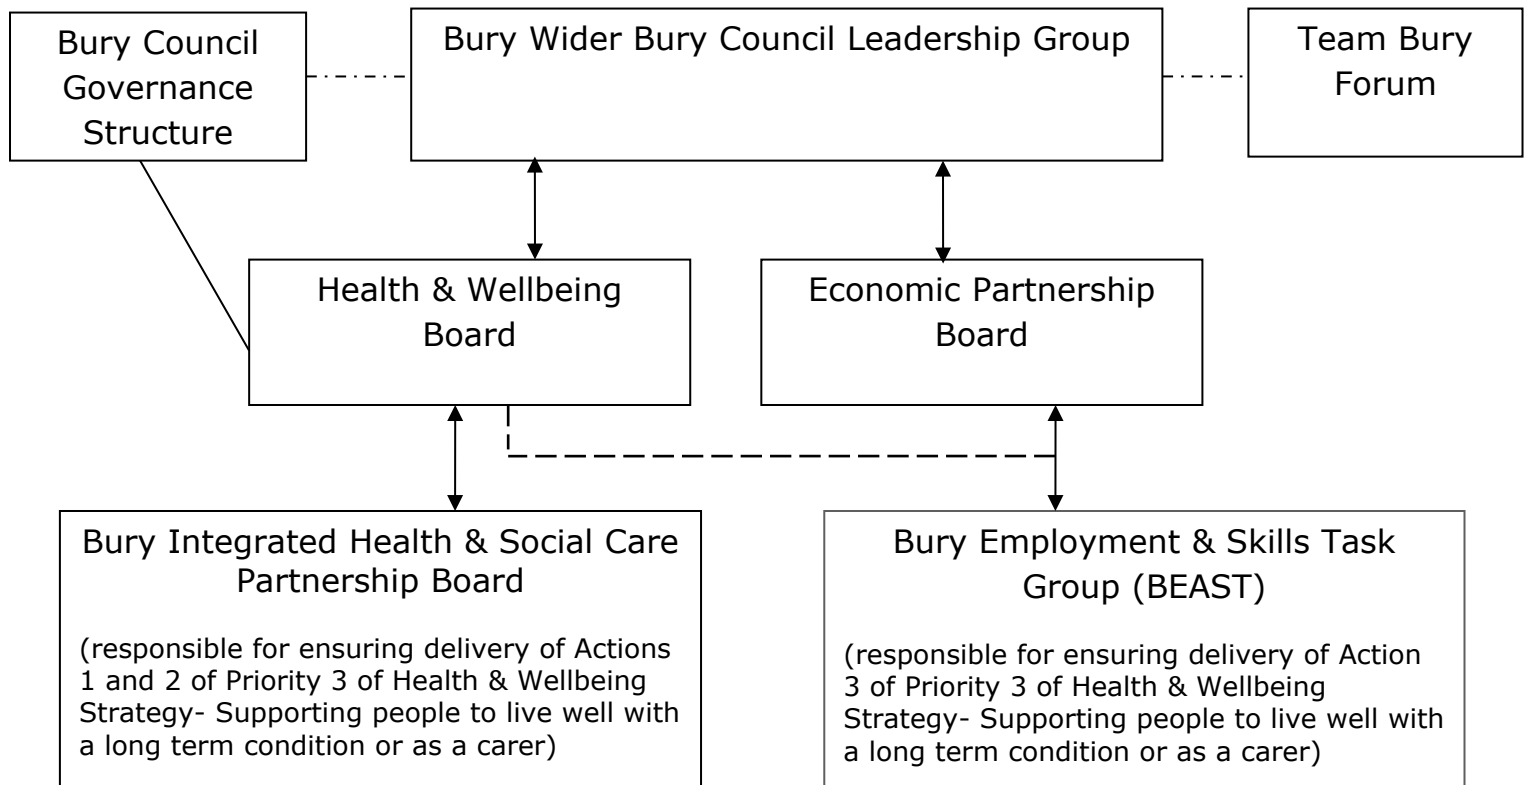 Bury Council
Governance
Structure
Bury Wider Bury Council Leadership Group
Team Bury
Forum
Health & Wellbeing
Board
Economic Partnership
Board
Bury Integrated Health & Social Care
Partnership Board
(responsible for ensuring delivery of Actions
1 and 2 of Priority 3 of Health & Wellbeing
Strategy- Supporting people to live well with
a long term condition or as a carer)
Bury Employment & Skills Task
Group (BEAST)
(responsible for ensuring delivery of Action
3 of Priority 3 of Health & Wellbeing
Strategy- Supporting people to live well with
a long term condition or as a carer)